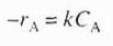 −r_A = kC_A